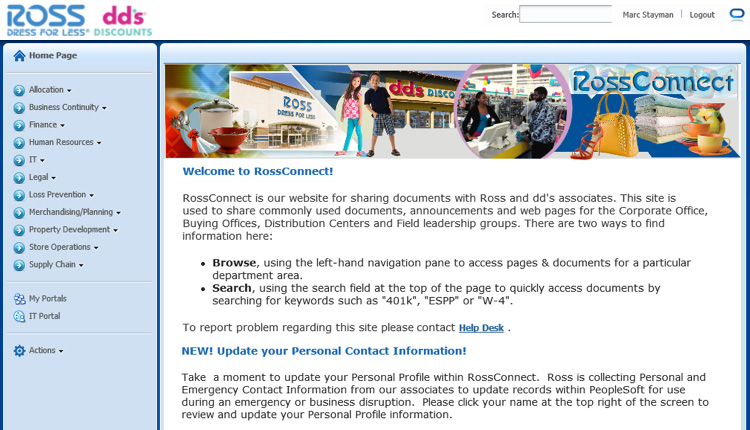 ROSS dd's
DRESS FOR LESS® DISCOUNTS
Search: Marc Stayman | Logout
Home Page
Allocation
Business Continuity
Finance
Human Resources
IT
Legal
Loss Prevention
Merchandising/Planning
Property Development
Store Operations
Supply Chain
My Portals
IT Portal
Actions
ROSS
DRESS FOR LESS
dd's DISCO
RossConnect
Welcome to RossConnect!
RossConnect is our website for sharing documents with Ross and dd's associates. This site is
used to share commonly used documents, announcements and web pages for the Corporate Office,
Buying Offices, Distribution Centers and Field leadership groups. There are two ways to find
information here:
• Browse, using the left-hand navigation pane to access pages & documents for a particular
department area.
• Search, using the search field at the top of the page to quickly access documents by
searching for keywords such as "401k", "ESPP" or "W-4".
To report problem regarding this site please contact Help Desk .
NEW! Update your Personal Contact Information!
Take a moment to update your Personal Profile within RossConnect. Ross is collecting Personal and
Emergency Contact Information from our associates to update records within PeopleSoft for use
during an emergency or business disruption. Please click your name at the top right of the screen to
review and update your Personal Profile information.